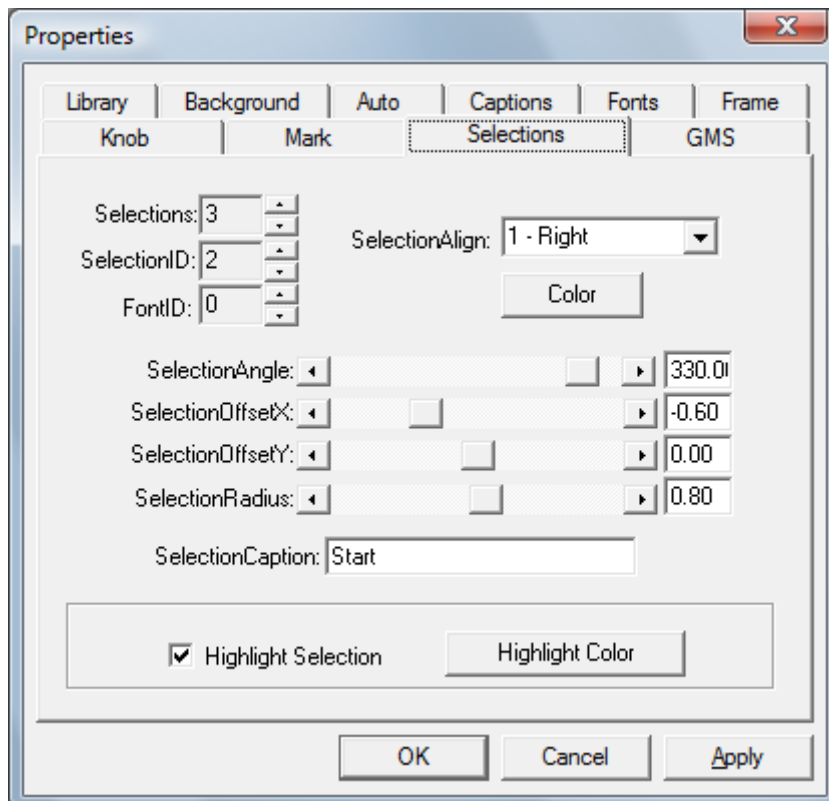 Properties
Library Background Auto Captions Fonts Frame
Knob Mark Selections GMS
Selections: 3
SelectionAlign: 1 - Right
SelectionID: 2
Color
FontID: 0
SelectionAngle: 330.0
SelectionOffsetX: -0.60
SelectionOffsetY: 0.00
SelectionRadius: 0.80
SelectionCaption: Start
Highlight Selection Highlight Color
OK Cancel Apply